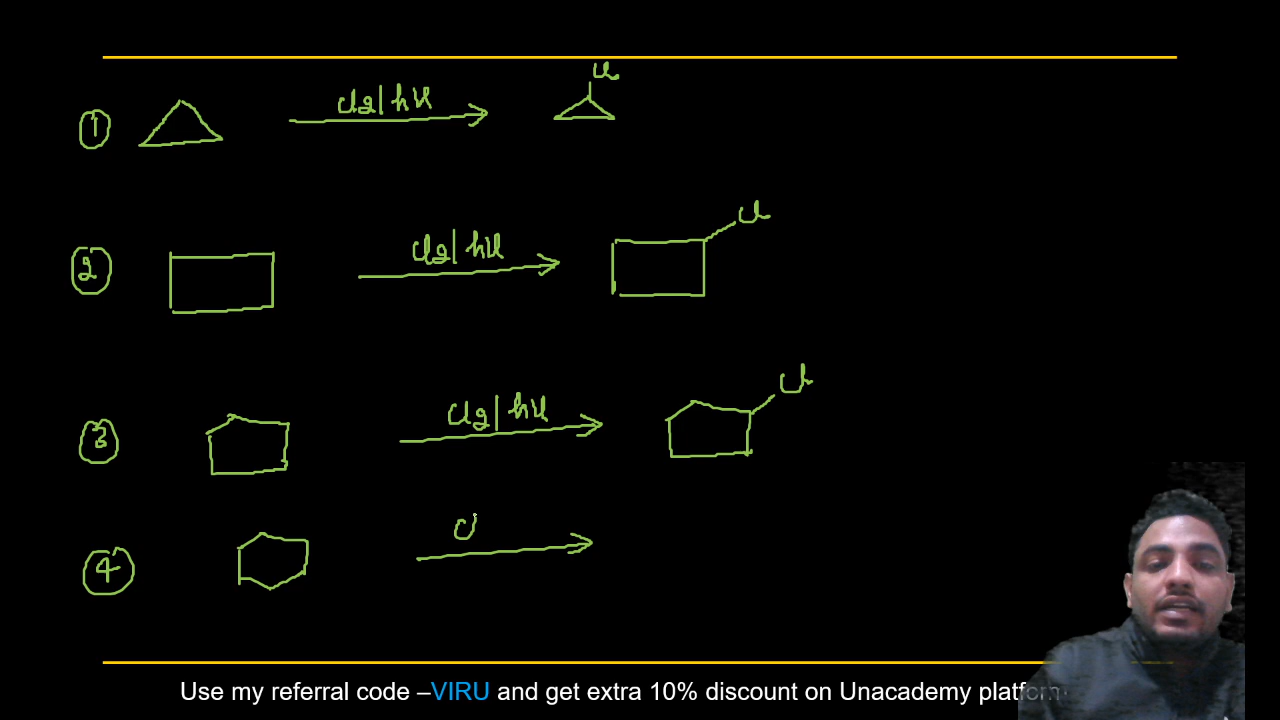 Cl
① Cl2|hν
Cl
② Cl2|hν
Cl
③ Cl2|hν
④ Cl
Use my referral code –VIRU and get extra 10% discount on Unacademy platform